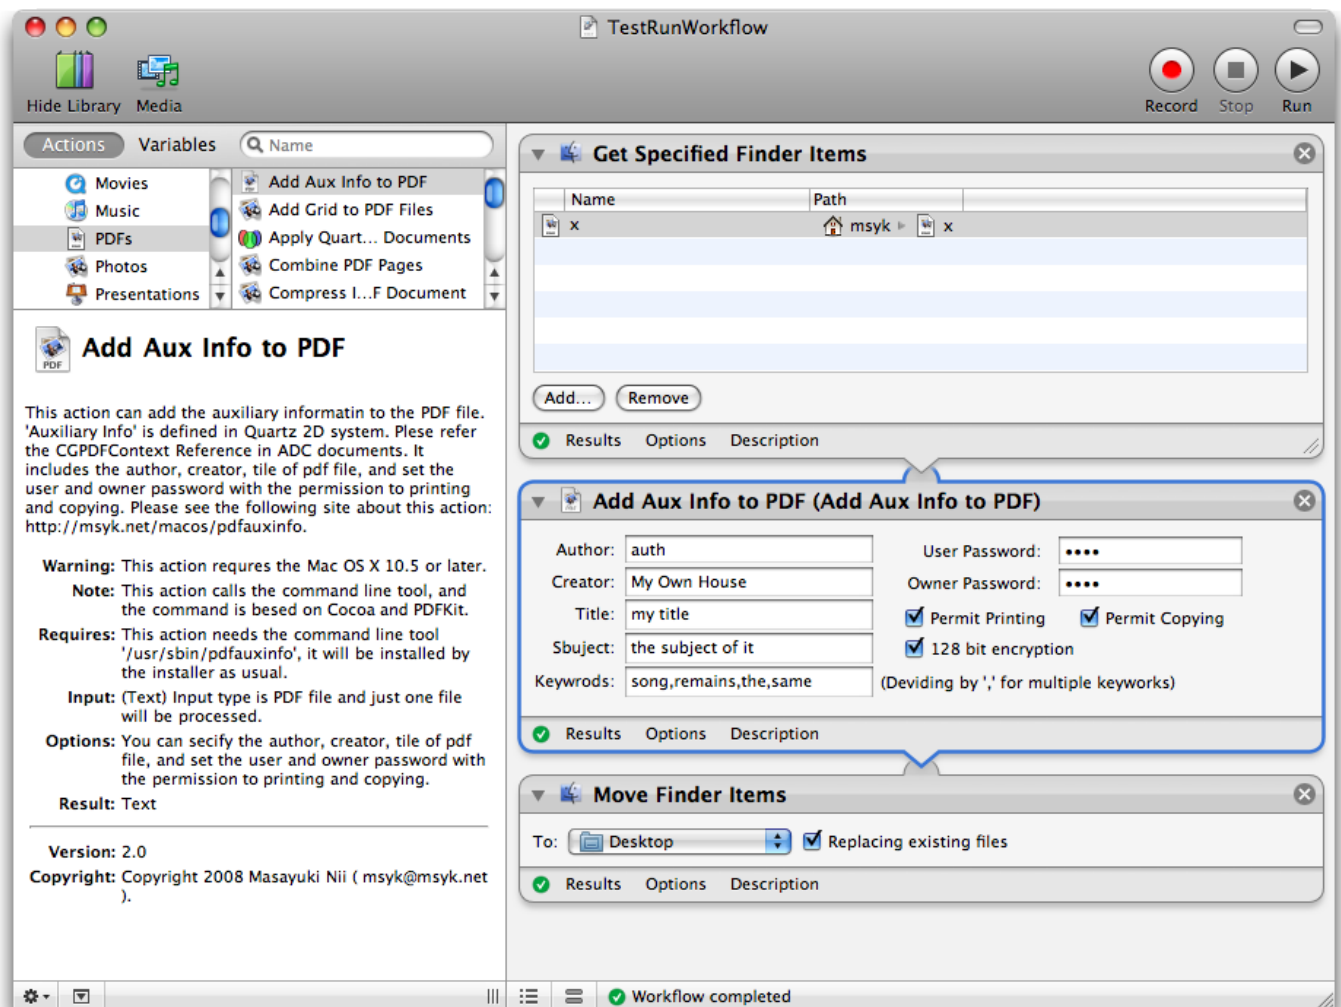 TestRunWorkflow
Hide Library Media
Record Stop Run
Actions Variables Name
Movies
Music
PDFs
Photos
Presentations
Add Aux Info to PDF
Add Grid to PDF Files
Apply Quart... Documents
Combine PDF Pages
Compress I...F Document
PDF
Add Aux Info to PDF
This action can add the auxiliary informatin to the PDF file.
'Auxiliary Info' is defined in Quartz 2D system. Plese refer
the CGPDFContext Reference in ADC documents. It
includes the author, creator, tile of pdf file, and set the
user and owner password with the permission to printing
and copying. Please see the following site about this action:
http://msyk.net/macos/pdfauxinfo.
Warning: This action requres the Mac OS X 10.5 or later.
Note: This action calls the command line tool, and
the command is besed on Cocoa and PDFKit.
Requires: This action needs the command line tool
'/usr/sbin/pdfauxinfo', it will be installed by
the installer as usual.
Input: (Text) Input type is PDF file and just one file
will be processed.
Options: You can secify the author, creator, tile of pdf
file, and set the user and owner password with
the permission to printing and copying.
Result: Text
Version: 2.0
Copyright: Copyright 2008 Masayuki Nii ( msyk@msyk.net
).
Get Specified Finder Items
Name Path
x msyk x
Add... Remove
Results Options Description
Add Aux Info to PDF (Add Aux Info to PDF)
Author: auth
Creator: My Own House
Title: my title
Sbuject: the subject of it
Keywrods: song,remains,the,same
User Password: ••••
Owner Password: ••••
Permit Printing Permit Copying
128 bit encryption
(Deviding by ',' for multiple keyworks)
Results Options Description
Move Finder Items
To: Desktop Replacing existing files
Results Options Description
Workflow completed